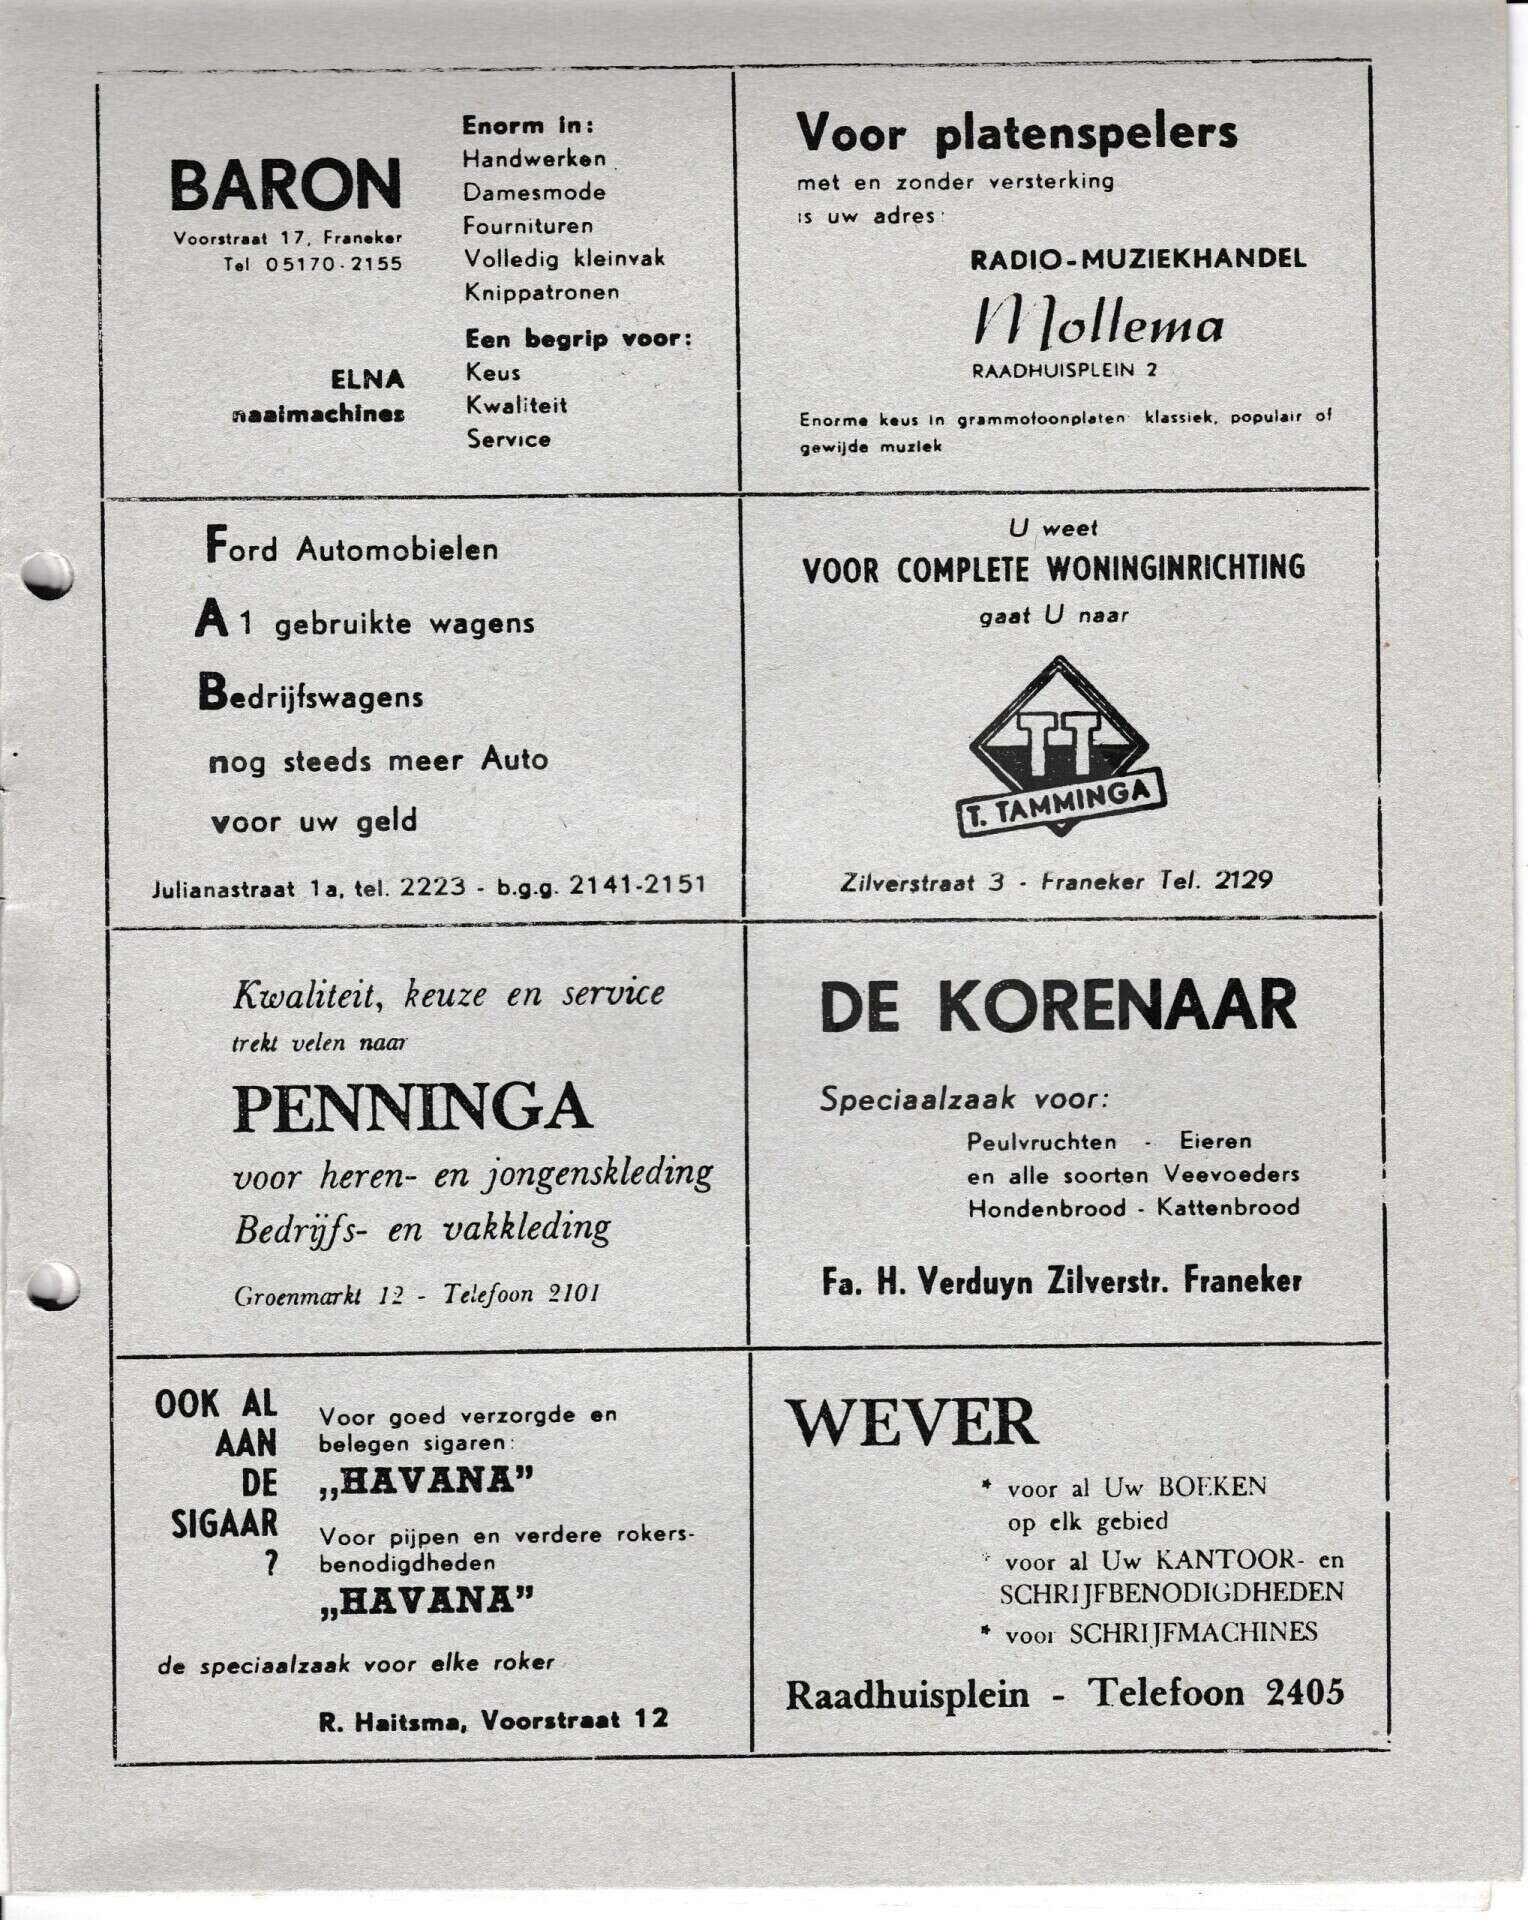 BARON
Voorstraat 17, Franeker
Tel 05170-2155
ELNA
naaimachines
Enorm in:
Handwerken
Damesmode
Fournituren
Volledig kleinvak
Knippatronen
Een begrip voor:
Keus
Kwaliteit
Service
Voor platenspelers
met en zonder versterking
is uw adres:
RADIO-MUZIEKHANDEL
Mollema
RAADHUISPLEIN 2
Enorme keus in grammofoonplaten klassiek, populair of
gewijde muziek
Ford Automobielen
A 1 gebruikte wagens
Bedrijfswagens
nog steeds meer Auto
voor uw geld
Julianastraat 1a, tel. 2223 - b.g.g. 2141-2151
U weet
VOOR COMPLETE WONINGINRICHTING
gaat U naar
TT
T. TAMMINGA
Zilverstraat 3 - Franeker Tel. 2129
Kwaliteit, keuze en service
trekt velen naar
PENNINGA
voor heren- en jongenskleding
Bedrijfs- en vakkleding
Groenmarkt 12 - Telefoon 2101
DE KORENAAR
Speciaalzaak voor:
Peulvruchten - Eieren
en alle soorten Veevoeders
Hondenbrood - Kattenbrood
Fa. H. Verduyn Zilverstr. Franeker
OOK AL
AAN
DE
SIGAAR
?
Voor goed verzorgde en
belegen sigaren:
„HAVANA”
Voor pijpen en verdere rokers-
benodigdheden
„HAVANA”
de speciaalzaak voor elke roker
R. Haitsma, Voorstraat 12
WEVER
* voor al Uw BOEKEN
op elk gebied
* voor al Uw KANTOOR- en
SCHRIJFBENODIGDHEDEN
* voor SCHRIJFMACHINES
Raadhuisplein - Telefoon 2405